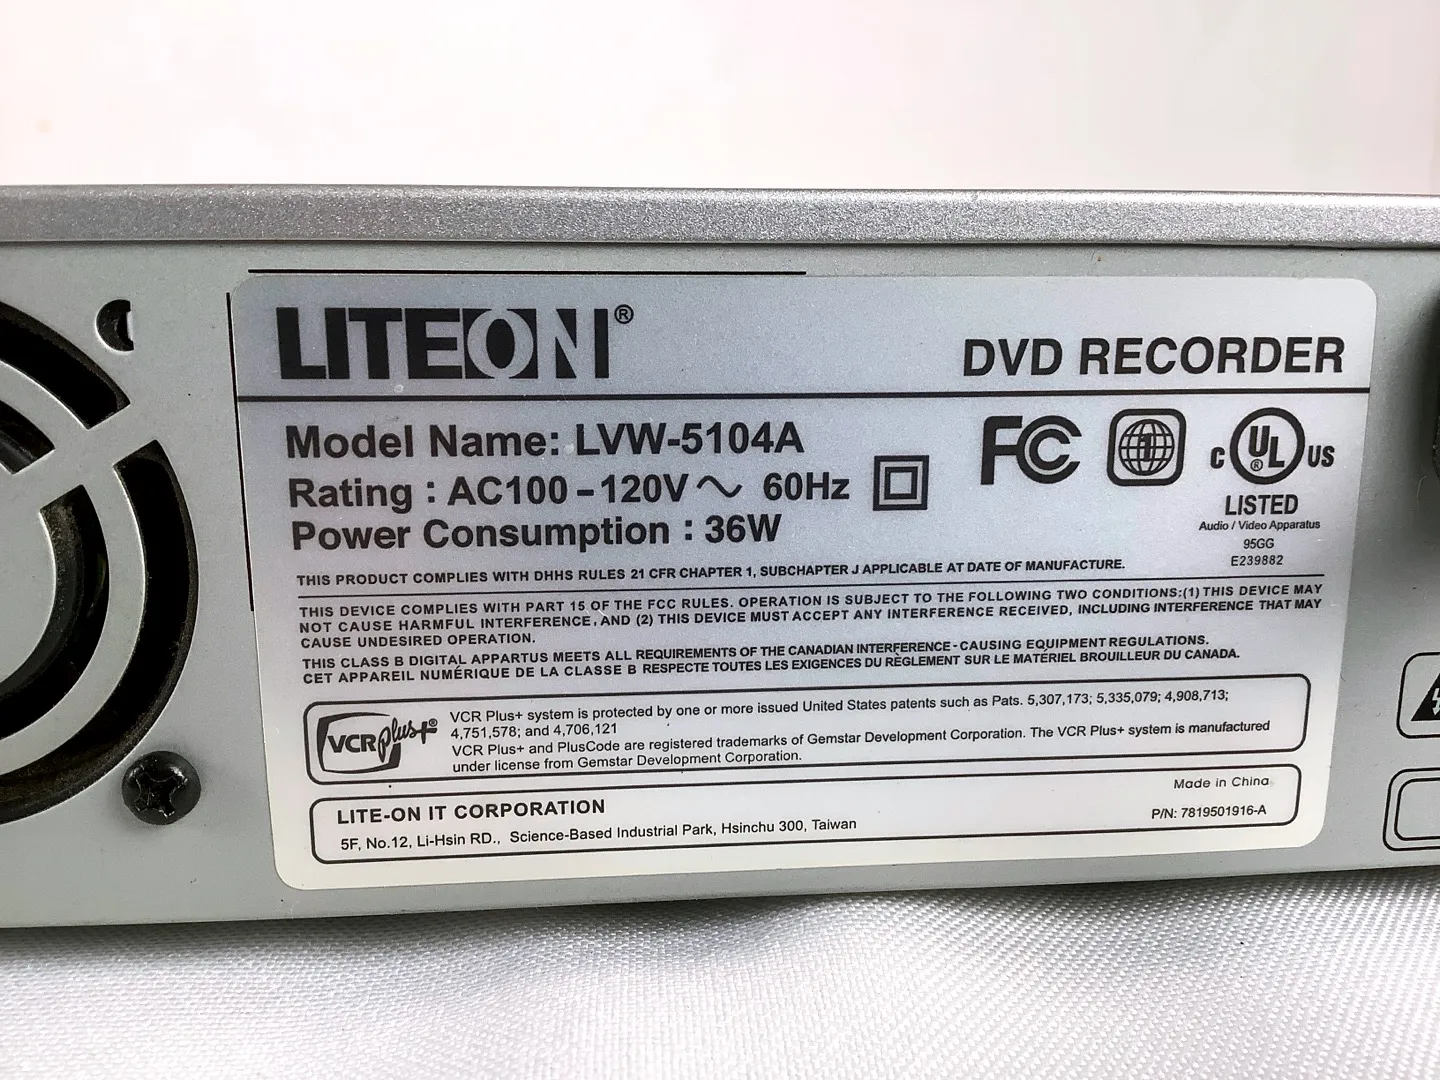 LITEON®
DVD RECORDER
Model Name: LVW-5104A
Rating : AC100 – 120V ~ 60Hz
Power Consumption : 36W
FC
1
C UL ® US
LISTED
Audio / Video Apparatus
95GG
E239882
THIS PRODUCT COMPLIES WITH DHHS RULES 21 CFR CHAPTER 1, SUBCHAPTER J APPLICABLE AT DATE OF MANUFACTURE.
THIS DEVICE COMPLIES WITH PART 15 OF THE FCC RULES. OPERATION IS SUBJECT TO THE FOLLOWING TWO CONDITIONS:(1) THIS DEVICE MAY
NOT CAUSE HARMFUL INTERFERENCE, AND (2) THIS DEVICE MUST ACCEPT ANY INTERFERENCE RECEIVED, INCLUDING INTERFERENCE THAT MAY
CAUSE UNDESIRED OPERATION.
THIS CLASS B DIGITAL APPARTUS MEETS ALL REQUIREMENTS OF THE CANADIAN INTERFERENCE - CAUSING EQUIPMENT REGULATIONS.
CET APPAREIL NUMÉRIQUE DE LA CLASSE B RESPECTE TOUTES LES EXIGENCES DU RÈGLEMENT SUR LE MATÉRIEL BROUILLEUR DU CANADA.
VCR plus+®
VCR Plus+ system is protected by one or more issued United States patents such as Pats. 5,307,173; 5,335,079; 4,908,713;
4,751,578; and 4,706,121
VCR Plus+ and PlusCode are registered trademarks of Gemstar Development Corporation. The VCR Plus+ system is manufactured
under license from Gemstar Development Corporation.
Made in China
LITE-ON IT CORPORATION
P/N: 7819501916-A
5F, No.12, Li-Hsin RD., Science-Based Industrial Park, Hsinchu 300, Taiwan